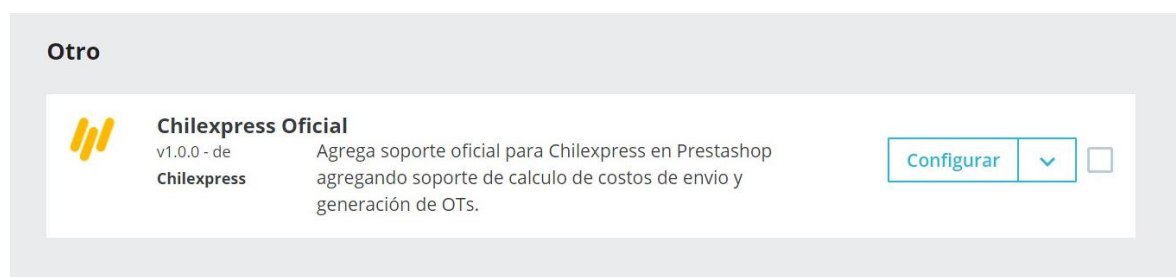 Otro
Chilexpress Oficial
v1.0.0 - de
Chilexpress
Agrega soporte oficial para Chilexpress en Prestashop
agregando soporte de calculo de costos de envio y
generación de OTs.
Configurar